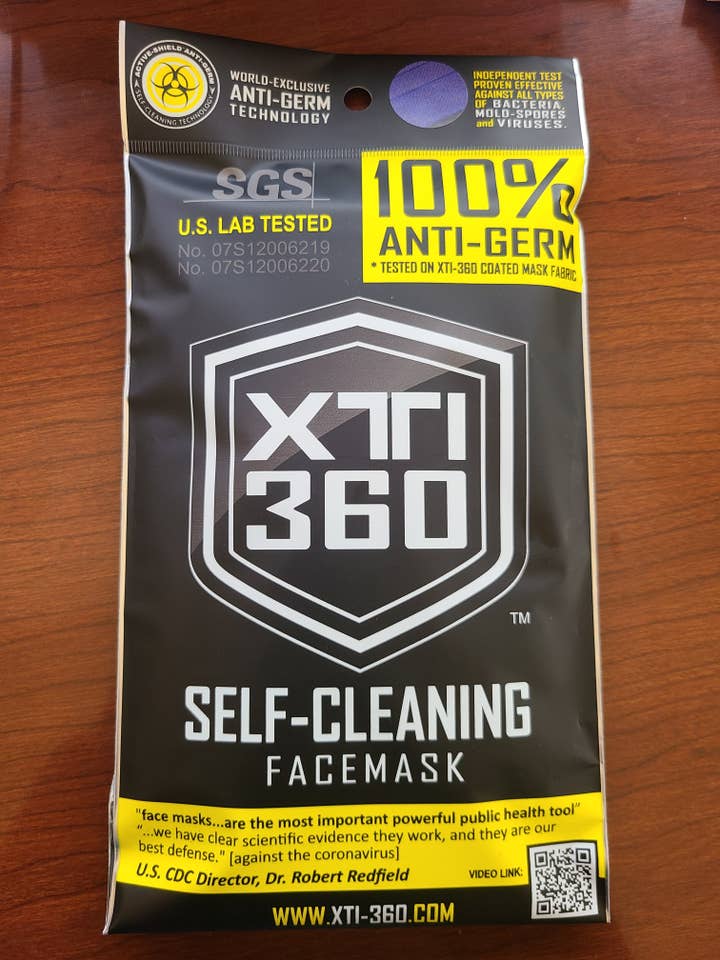 ACTIVE-SHIELD ANTI-GERM
SELF-CLEANING TECHNOLOGY
WORLD-EXCLUSIVE
ANTI-GERM
TECHNOLOGY
INDEPENDENT TEST
PROVEN EFFECTIVE
AGAINST ALL TYPES
OF BACTERIA,
MOLD-SPORES
and VIRUSES.
SGS
U.S. LAB TESTED
No. 07S12006219
No. 07S12006220
100%
ANTI-GERM
* TESTED ON XTI-360 COATED MASK FABRIC
XTI
360
TM
SELF-CLEANING
FACEMASK
"face masks...are the most important powerful public health tool"
"...we have clear scientific evidence they work, and they are our
best defense." [against the coronavirus]
U.S. CDC Director, Dr. Robert Redfield
VIDEO LINK:
WWW.XTI-360.COM